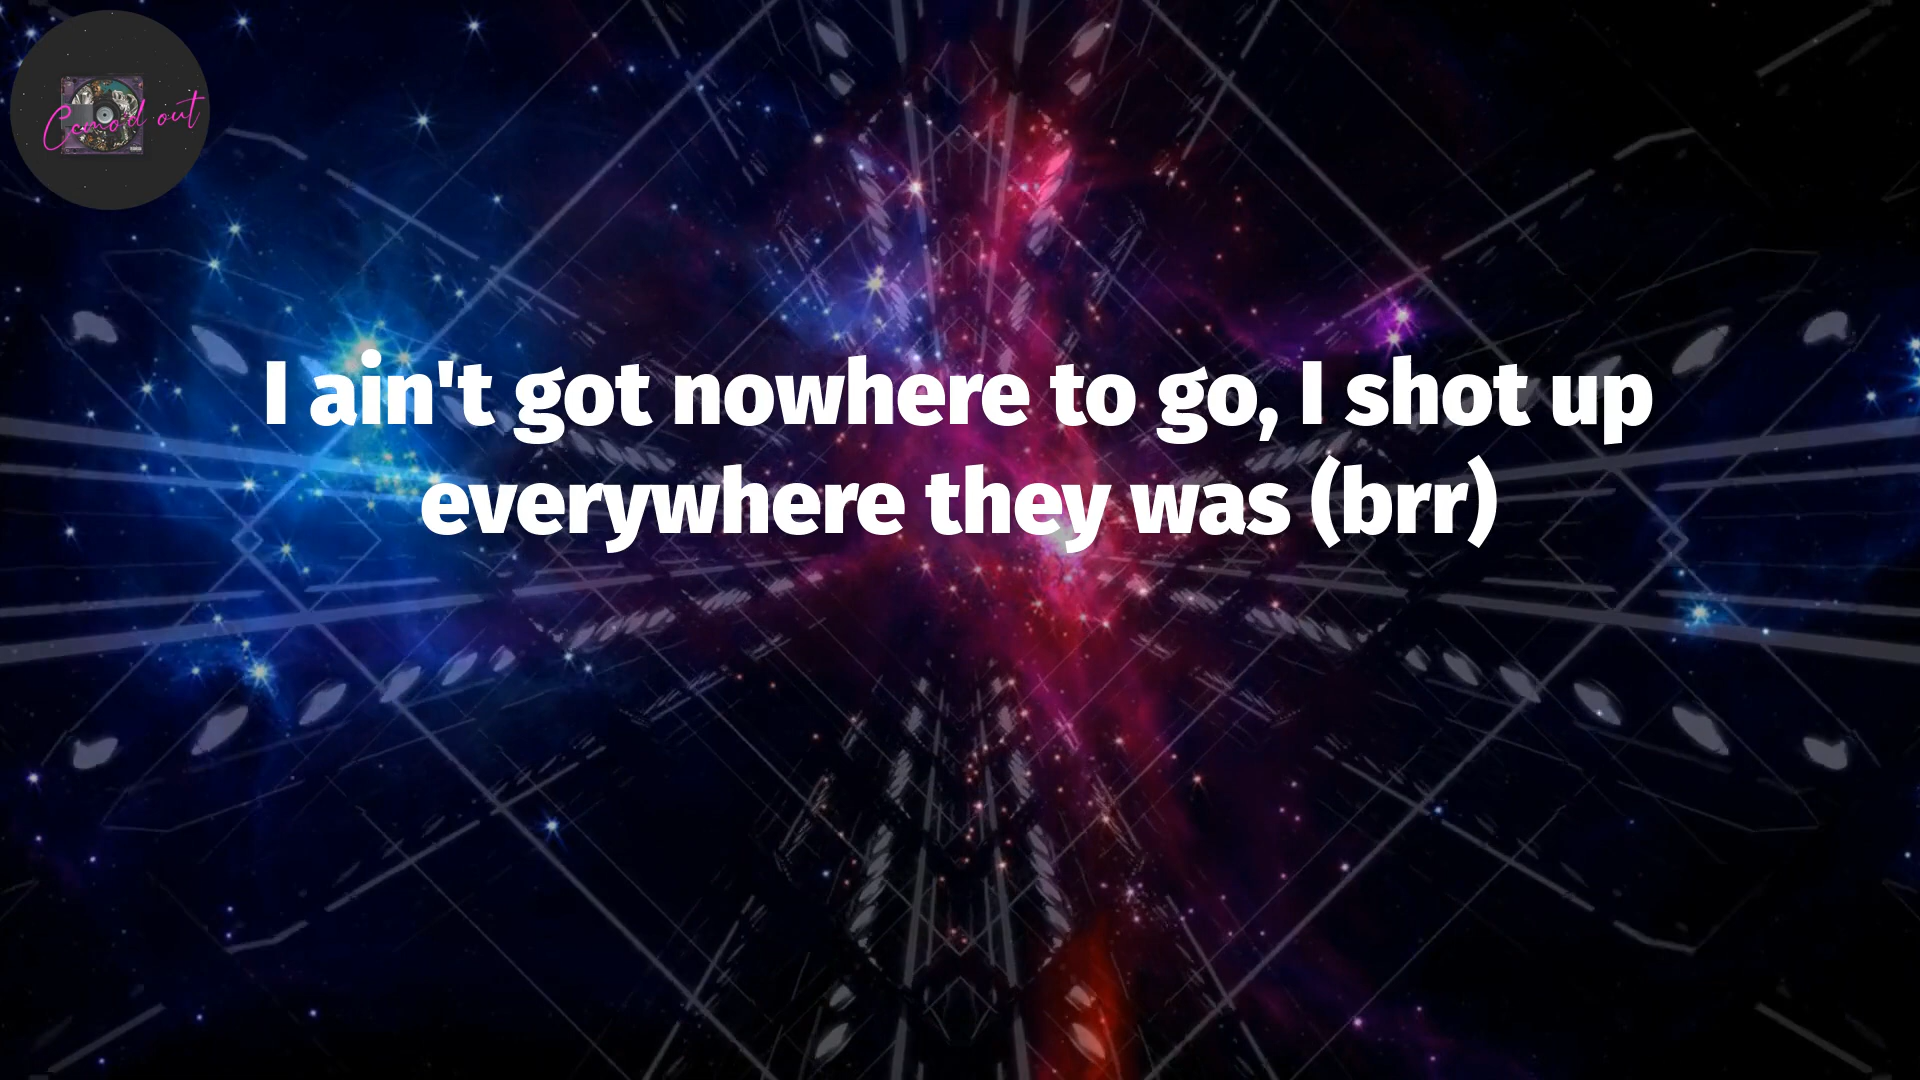 I ain't got nowhere to go, I shot up
everywhere they was (brr)